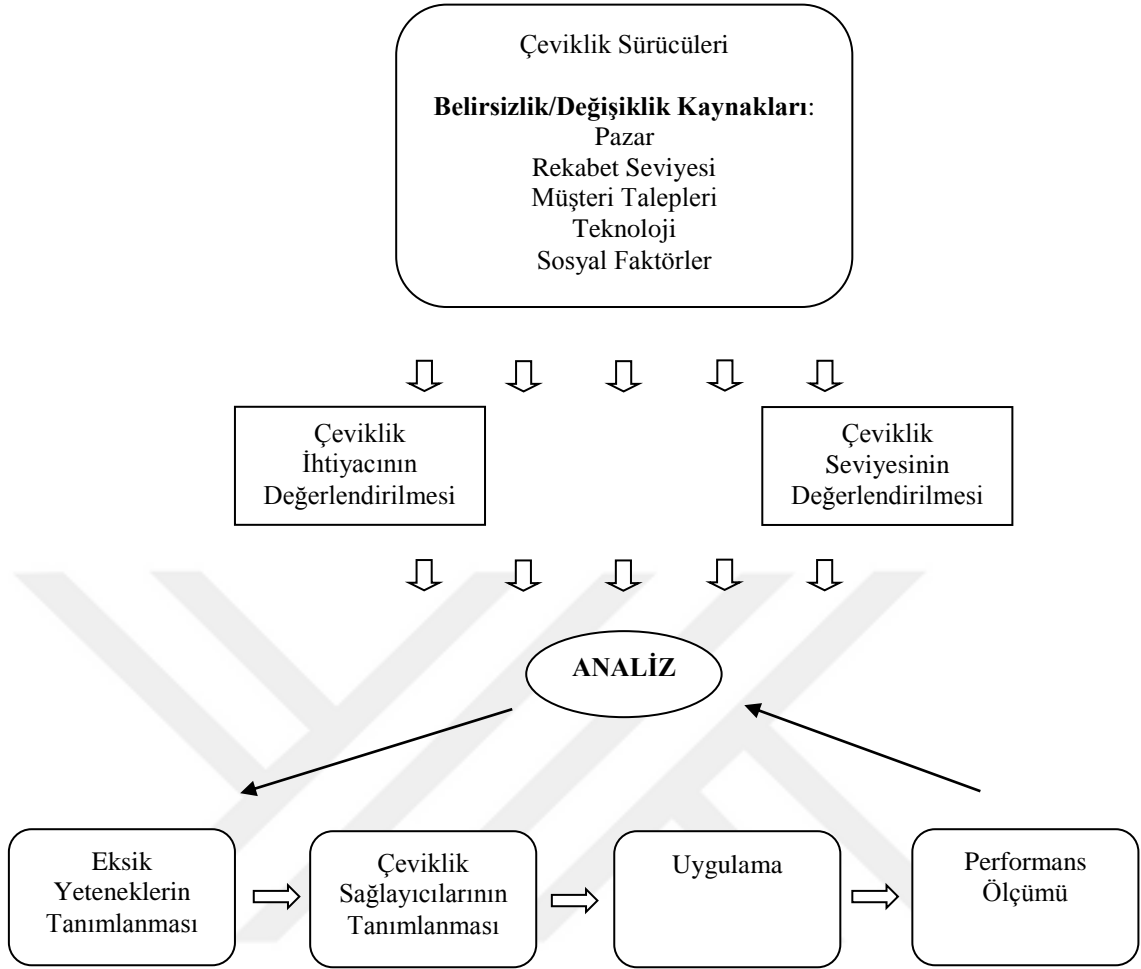 Çeviklik Sürücüleri
Belirsizlik/Değişiklik Kaynakları:
Pazar
Rekabet Seviyesi
Müşteri Talepleri
Teknoloji
Sosyal Faktörler
Çeviklik
İhtiyacının
Değerlendirilmesi
Çeviklik
Seviyesinin
Değerlendirilmesi
ANALİZ
Eksik
Yeteneklerin
Tanımlanması
Çeviklik
Sağlayıcılarının
Tanımlanması
Uygulama
Performans
Ölçümü